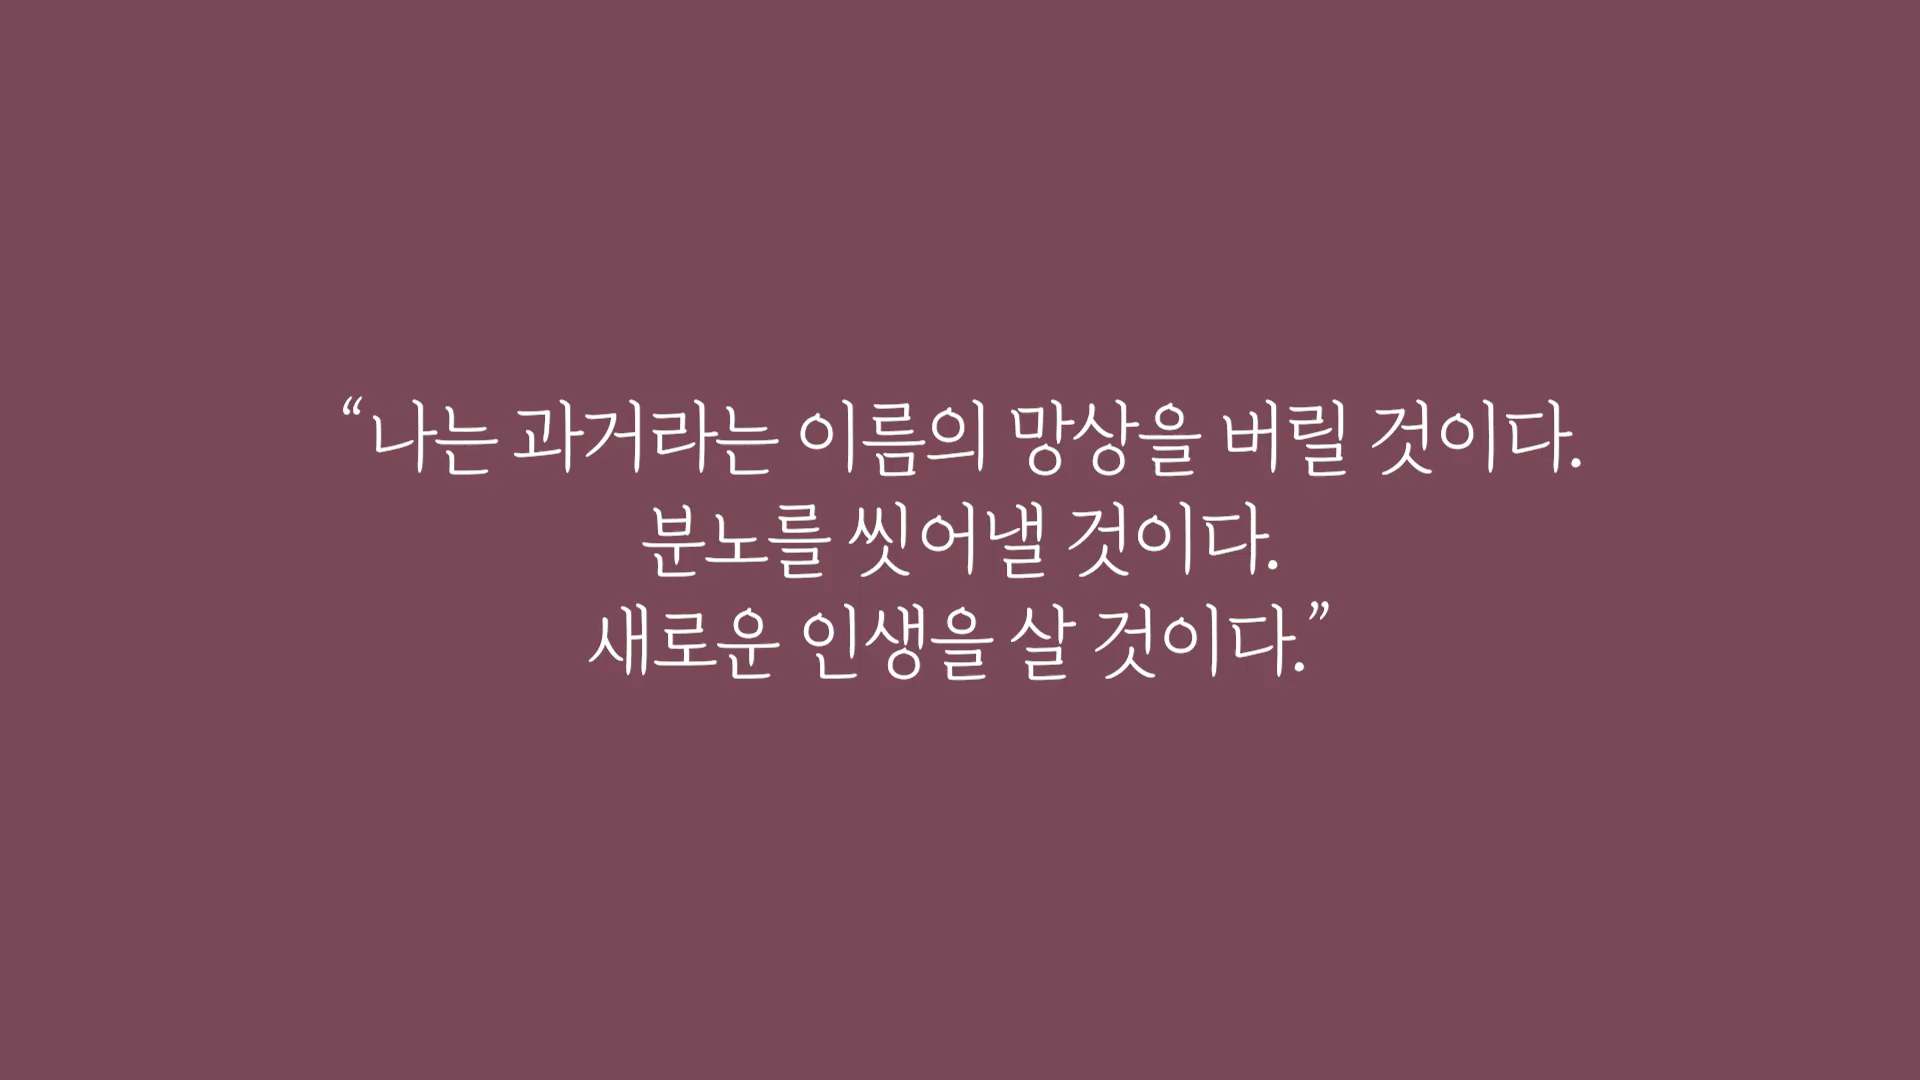 “나는 과거라는 이름의 망상을 버릴 것이다.
분노를 씻어낼 것이다.
새로운 인생을 살 것이다.”